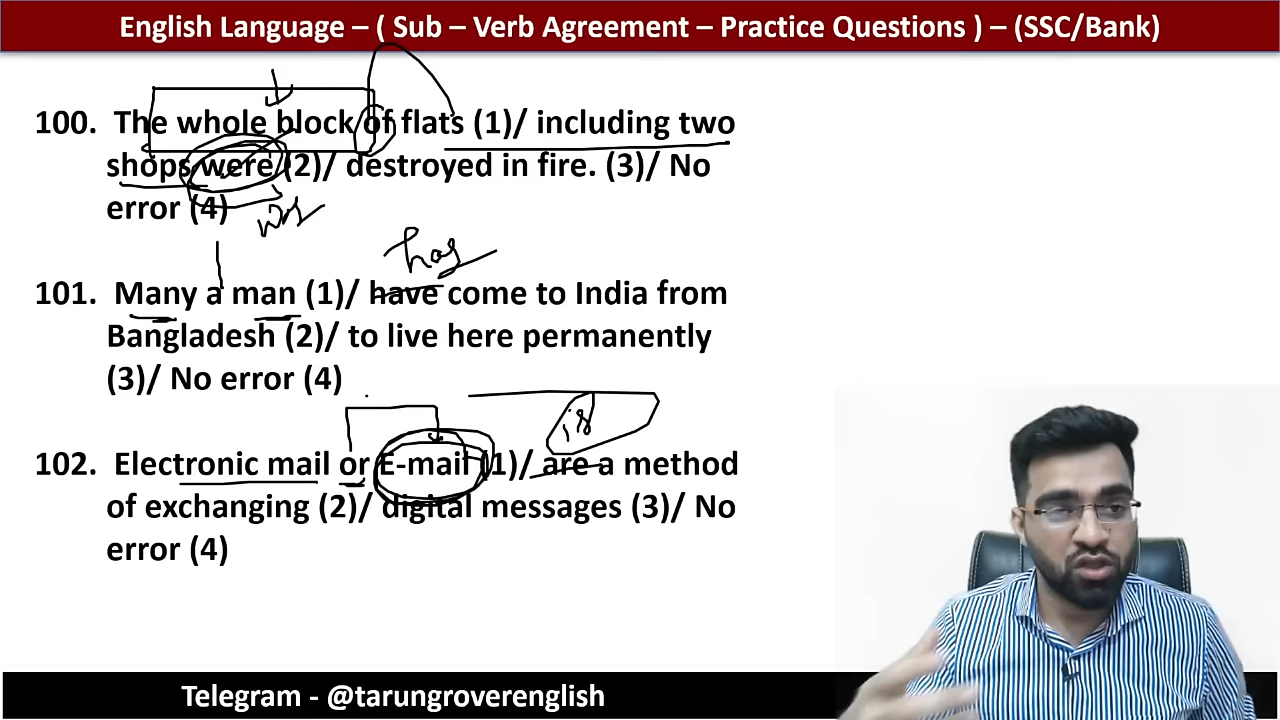 English Language – ( Sub – Verb Agreement – Practice Questions ) – (SSC/Bank)
100. The whole block of flats (1)/ including two
shops were (2)/ destroyed in fire. (3)/ No
error (4)
was
has
101. Many a man (1)/ have come to India from
Bangladesh (2)/ to live here permanently
(3)/ No error (4)
is
102. Electronic mail or E-mail (1)/ are a method
of exchanging (2)/ digital messages (3)/ No
error (4)
Telegram - @tarungroverenglish